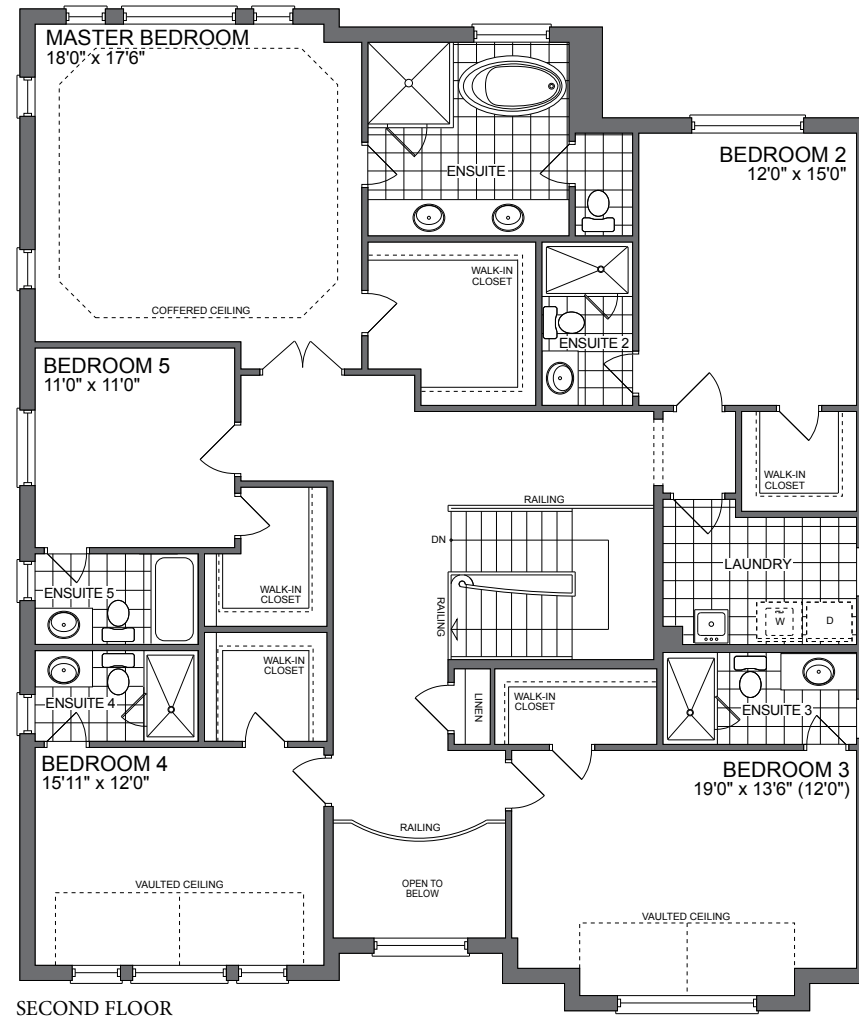 MASTER BEDROOM
18'0" x 17'6"
ENSUITE
BEDROOM 2
12'0" x 15'0"
WALK-IN
CLOSET
COFFERED CEILING
ENSUITE 2
BEDROOM 5
11'0" x 11'0"
WALK-IN
CLOSET
RAILING
DN
LAUNDRY
ENSUITE 5
WALK-IN
CLOSET
RAILING
W
D
WALK-IN
CLOSET
ENSUITE 4
LINEN
WALK-IN
CLOSET
ENSUITE 3
BEDROOM 4
15'11" x 12'0"
BEDROOM 3
19'0" x 13'6" (12'0")
RAILING
VAULTED CEILING
OPEN TO
BELOW
VAULTED CEILING
SECOND FLOOR